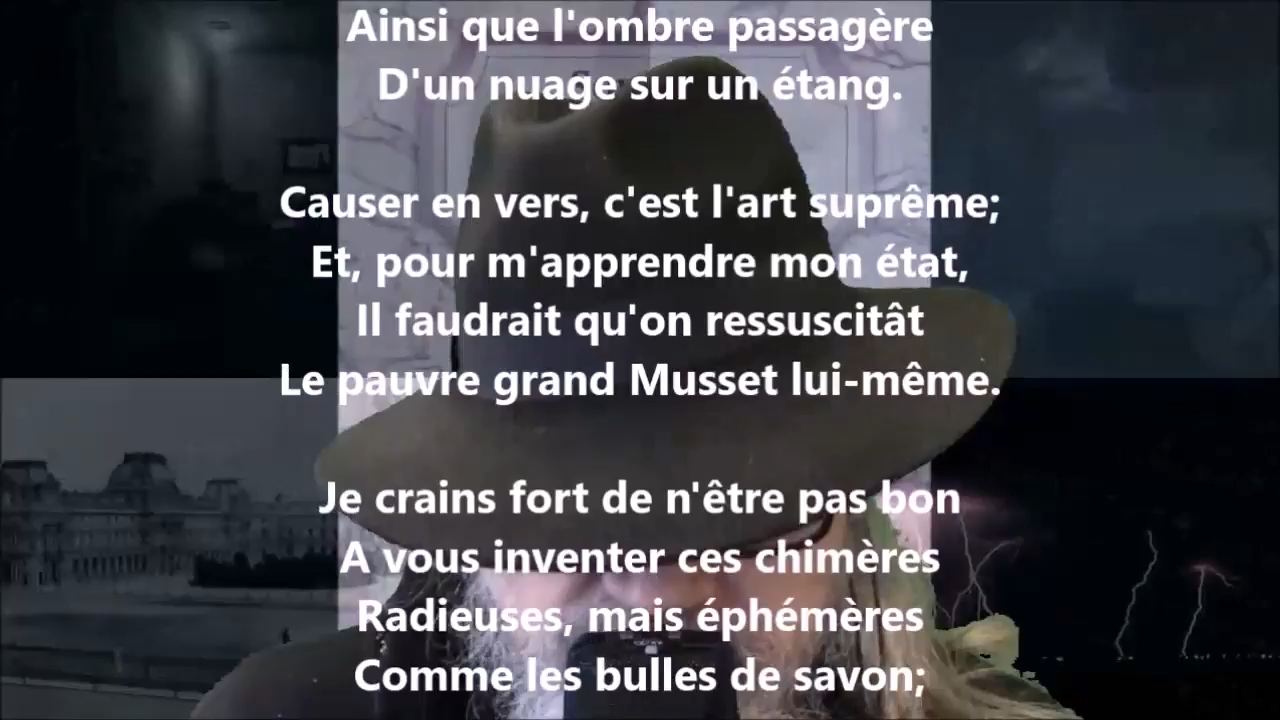 Ainsi que l'ombre passagère
D'un nuage sur un étang.
Causer en vers, c'est l'art suprême;
Et, pour m'apprendre mon état,
Il faudrait qu'on ressuscitât
Le pauvre grand Musset lui-même.
Je crains fort de n'être pas bon
A vous inventer ces chimères
Radieuses, mais éphémères
Comme les bulles de savon;